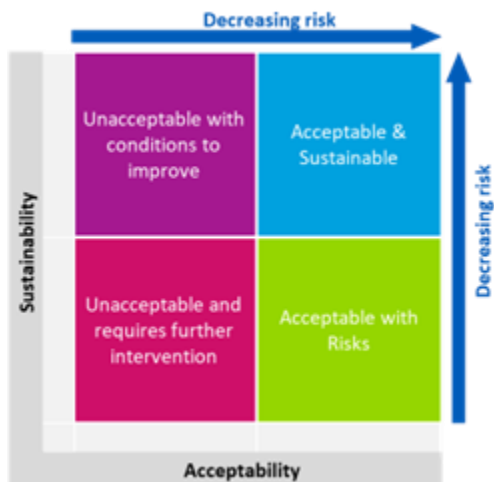 Decreasing risk
Unacceptable with
conditions to
improve
Acceptable &
Sustainable
Decreasing risk
Sustainability
Unacceptable and
requires further
intervention
Acceptable with
Risks
Acceptability